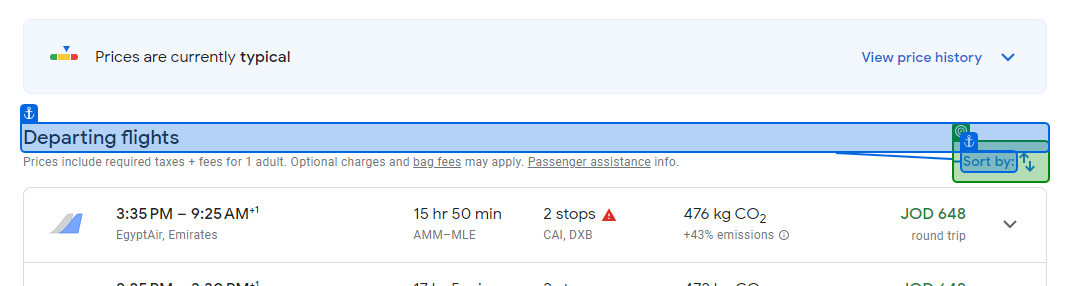 Prices are currently typical
View price history
Departing flights
Prices include required taxes + fees for 1 adult. Optional charges and bag fees may apply. Passenger assistance info.
Sort by:
3:35 PM – 9:25 AM+1
15 hr 50 min
2 stops
476 kg CO2
JOD 648
EgyptAir, Emirates
AMM–MLE
CAI, DXB
+43% emissions
round trip